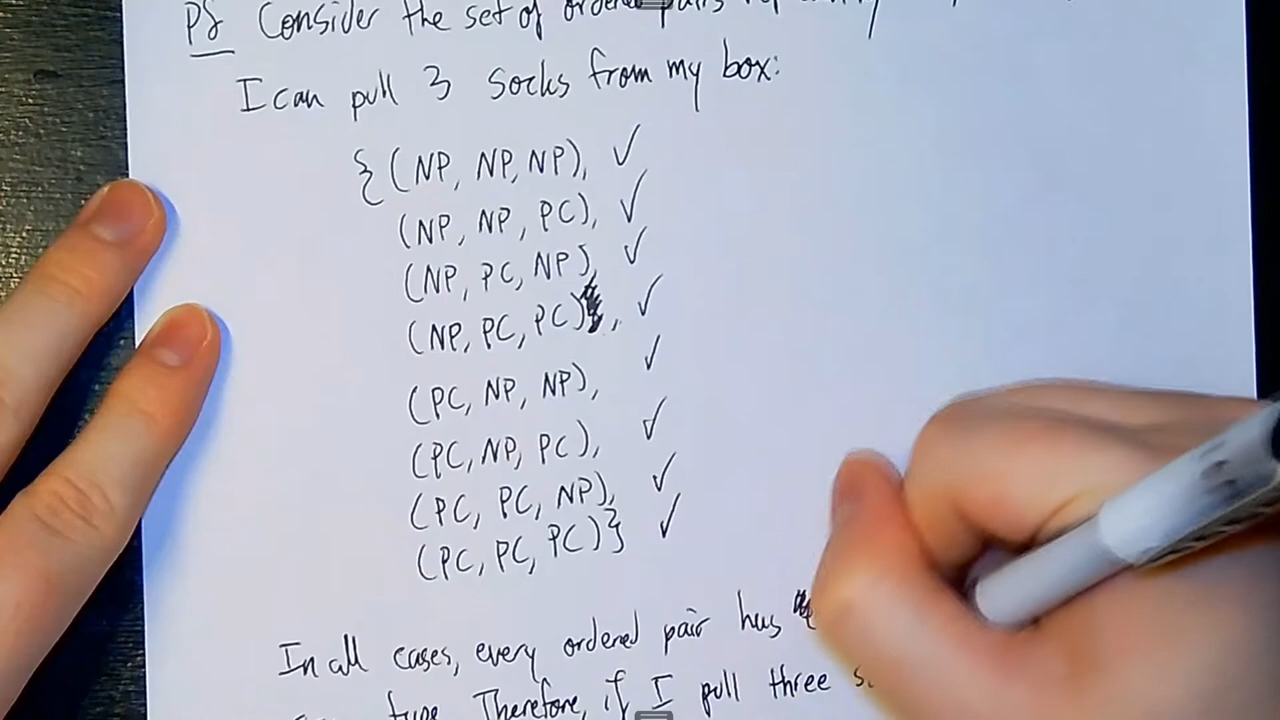 Pf Consider the set of ordered pairs
I can pull 3 socks from my box:
{(NP, NP, NP), ✓
(NP, NP, PC), ✓
(NP, PC, NP), ✓
(NP, PC, PC), ✓
(PC, NP, NP), ✓
(PC, NP, PC), ✓
(PC, PC, NP), ✓
(PC, PC, PC)} ✓
In all cases, every ordered pair has
type. Therefore, if I pull three